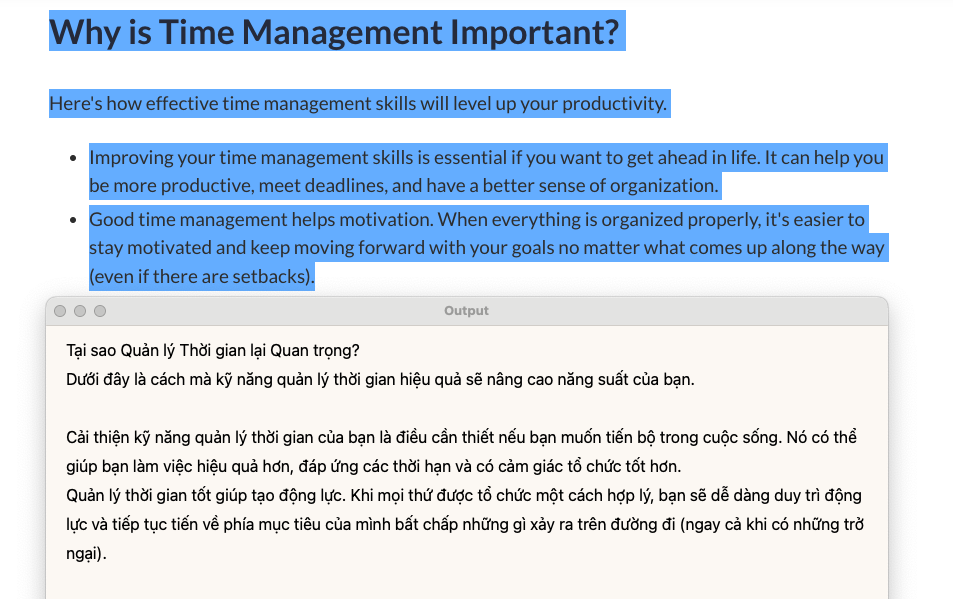 Why is Time Management Important?
Here's how effective time management skills will level up your productivity.
• Improving your time management skills is essential if you want to get ahead in life. It can help you
be more productive, meet deadlines, and have a better sense of organization.
• Good time management helps motivation. When everything is organized properly, it's easier to
stay motivated and keep moving forward with your goals no matter what comes up along the way
(even if there are setbacks).
Output
Tại sao Quản lý Thời gian lại Quan trọng?
Dưới đây là cách mà kỹ năng quản lý thời gian hiệu quả sẽ nâng cao năng suất của bạn.
Cải thiện kỹ năng quản lý thời gian của bạn là điều cần thiết nếu bạn muốn tiến bộ trong cuộc sống. Nó có thể
giúp bạn làm việc hiệu quả hơn, đáp ứng các thời hạn và có cảm giác tổ chức tốt hơn.
Quản lý thời gian tốt giúp tạo động lực. Khi mọi thứ được tổ chức một cách hợp lý, bạn sẽ dễ dàng duy trì động
lực và tiếp tục tiến về phía mục tiêu của mình bất chấp những gì xảy ra trên đường đi (ngay cả khi có những trở
ngại).